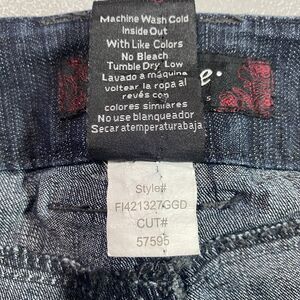 Machine Wash Cold
Inside Out
With Like Colors
No Bleach
Tumble Dry Low
Lavado a máquina
voltear la ropa al
revés con
colores similares
No use blanqueador
Secar a temperatura baja
Style#
FI421327GGD
CUT#
57595